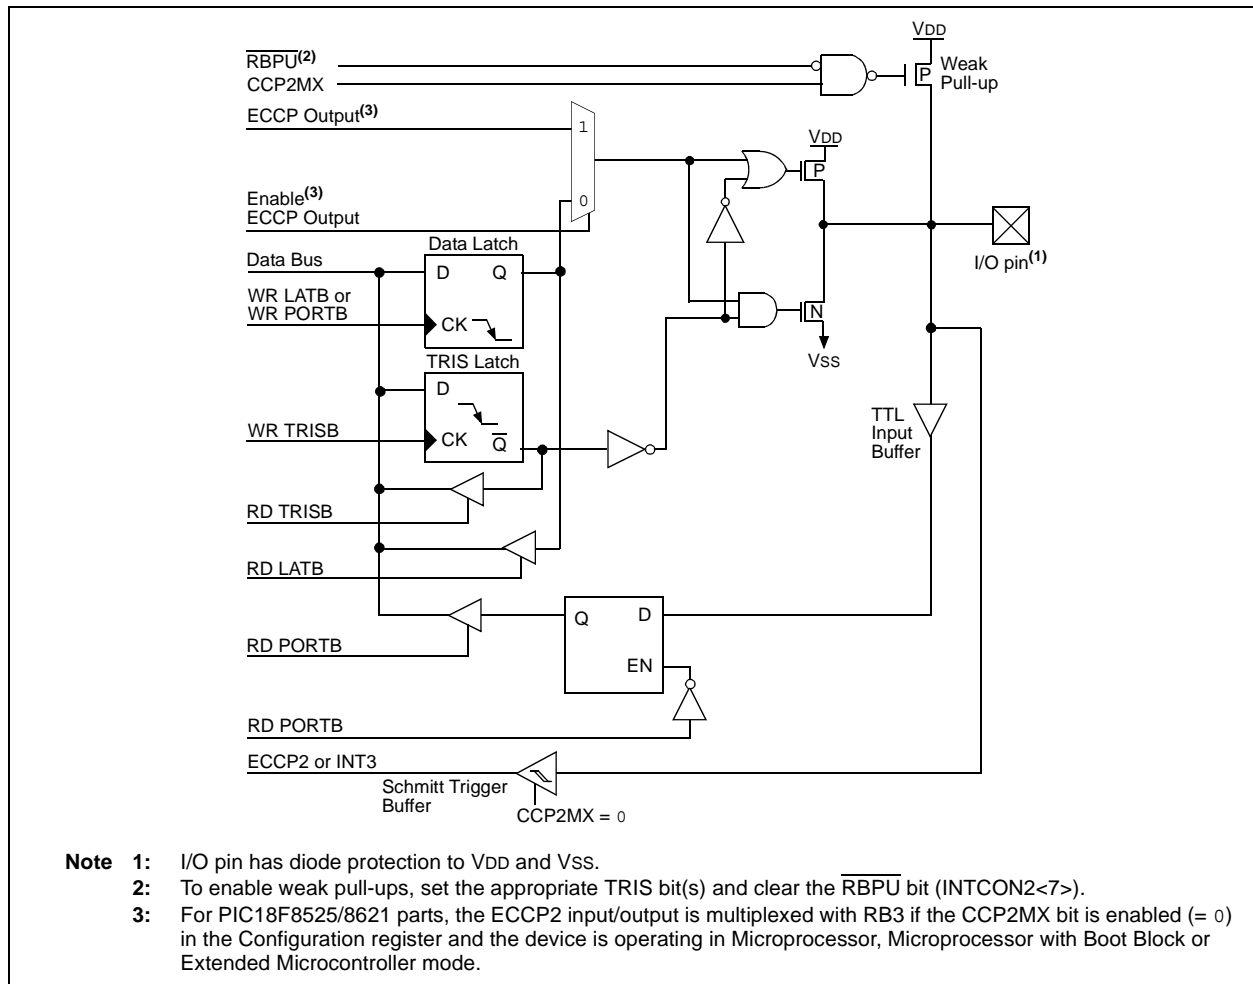 VDD
RBPU(2)
CCP2MX
P
Weak
Pull-up
ECCP Output(3)
1
VDD
P
Enable(3)
ECCP Output
0
I/O pin(1)
Data Bus
Data Latch
D Q
WR LATB or
WR PORTB
CK
N
VSS
TRIS Latch
D
WR TRISB
CK Q
TTL
Input
Buffer
RD TRISB
RD LATB
Q D
RD PORTB
EN
RD PORTB
ECCP2 or INT3
Schmitt Trigger
Buffer
CCP2MX = 0
Note 1: I/O pin has diode protection to VDD and VSS.
2: To enable weak pull-ups, set the appropriate TRIS bit(s) and clear the RBPU bit (INTCON2<7>).
3: For PIC18F8525/8621 parts, the ECCP2 input/output is multiplexed with RB3 if the CCP2MX bit is enabled (= 0)
in the Configuration register and the device is operating in Microprocessor, Microprocessor with Boot Block or
Extended Microcontroller mode.